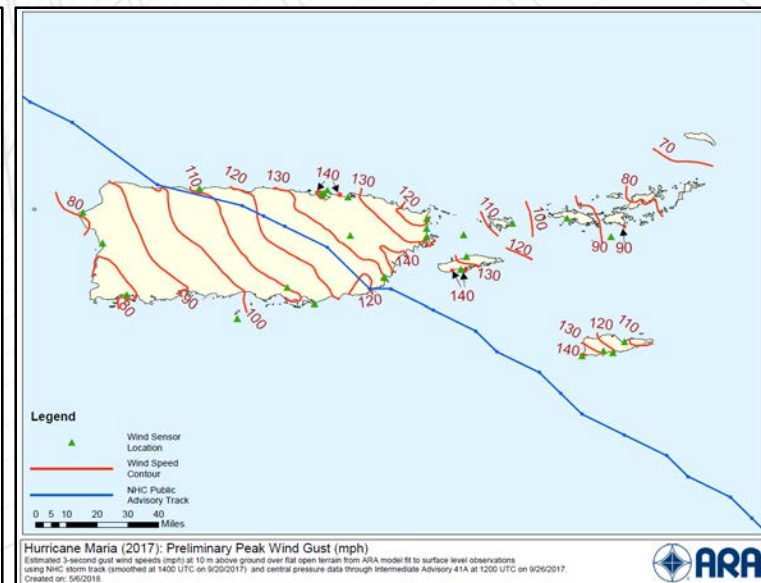 70
80
110 120 130 140 130
80
120
110
100
90 90
120
140
130
140
120
80 90 100
130 120 110
140
Legend
Wind Sensor
Location
Wind Speed
Contour
NHC Public
Advisory Track
0 5 10 20 30 40
Miles
Hurricane Maria (2017): Preliminary Peak Wind Gust (mph)
Estimated 3-second gust wind speeds (mph) at 10 m above ground over flat open terrain from ARA model fit to surface level observations
using NHC storm track (smoothed at 1400 UTC on 9/20/2017) and central pressure data through Intermediate Advisory 41A at 1200 UTC on 9/26/2017.
Created on: 5/6/2018
ARA